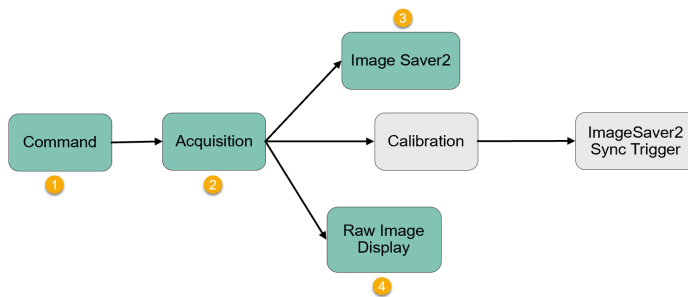 3
Image Saver2
Command
Acquisition
Calibration
ImageSaver2
Sync Trigger
1
2
Raw Image
Display
4